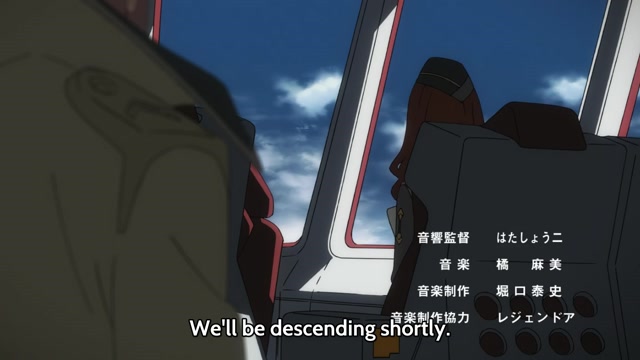 音響監督 はたしょう二
音楽 橘 麻美
音楽制作 堀口泰史
音楽制作協力 レジェンドア
We'll be descending shortly.